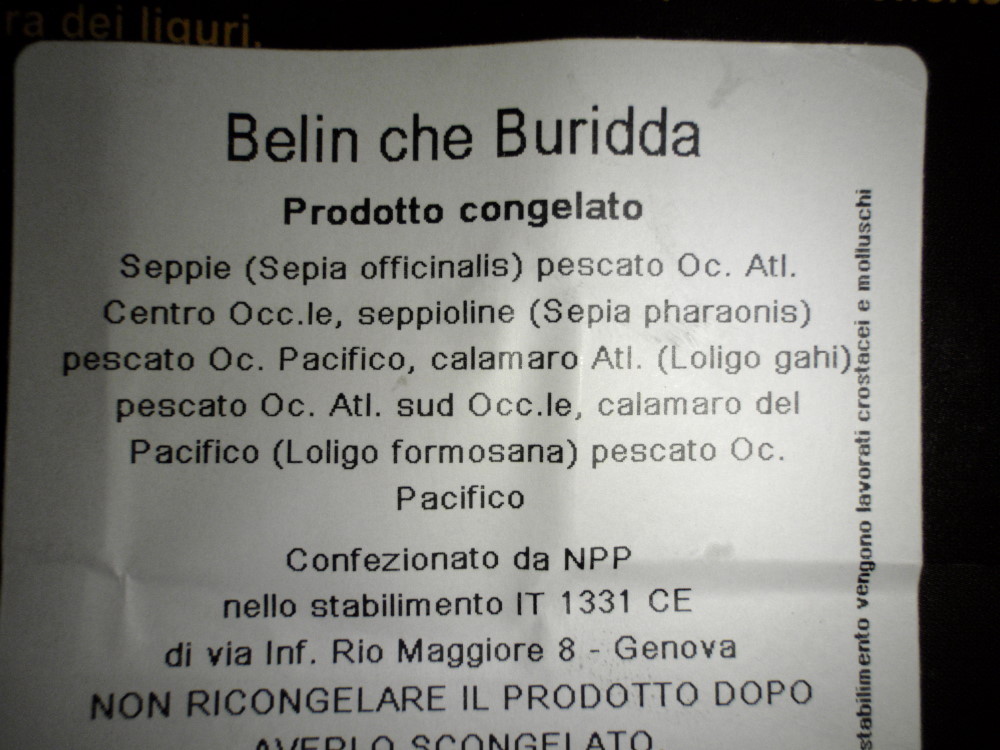 ra dei liguri.
Belin che Buridda
Prodotto congelato
Seppie (Sepia officinalis) pescato Oc. Atl.
Centro Occ.le, seppioline (Sepia pharaonis)
pescato Oc. Pacifico, calamaro Atl. (Loligo gahi)
pescato Oc. Atl. sud Occ.le, calamaro del
Pacifico (Loligo formosana) pescato Oc.
Pacifico
Confezionato da NPP
nello stabilimento IT 1331 CE
di via Inf. Rio Maggiore 8 - Genova
NON RICONGELARE IL PRODOTTO DOPO
AVERLO SCONGELATO
stabilimento vengono lavorati crostacei e molluschi